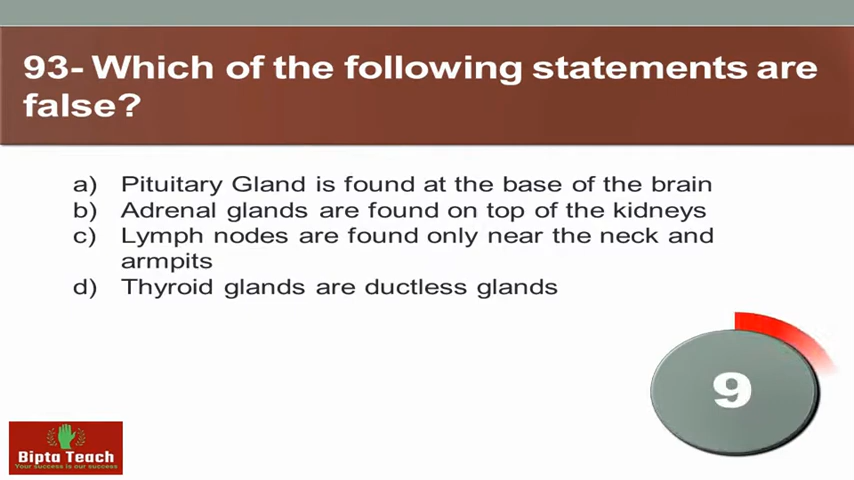 93- Which of the following statements are
false?
a) Pituitary Gland is found at the base of the brain
b) Adrenal glands are found on top of the kidneys
c) Lymph nodes are found only near the neck and
armpits
d) Thyroid glands are ductless glands
9
Bipta Teach
Your success is our success